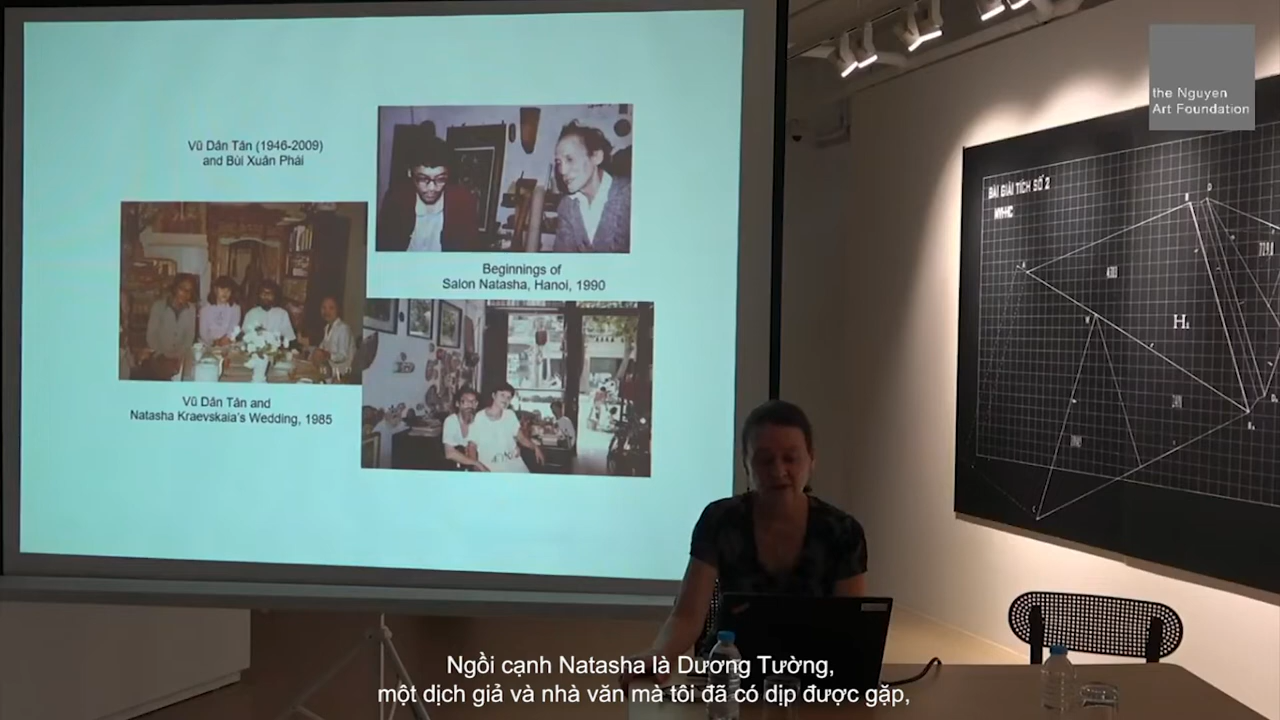 Vũ Dân Tân (1946-2009)
and Bùi Xuân Phái
Beginnings of
Salon Natasha, Hanoi, 1990
Vũ Dân Tân and
Natasha Kraevskaia's Wedding, 1985
the Nguyen
Art Foundation
BÀI GIẢI TÍCH SỐ 2
Ngồi cạnh Natasha là Dương Tường,
một dịch giả và nhà văn mà tôi đã có dịp được gặp,